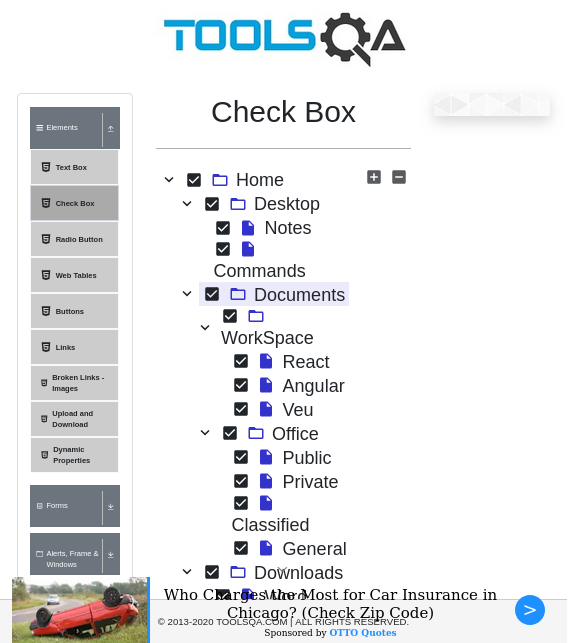 TOOLSQA
Elements
Text Box
Check Box
Radio Button
Web Tables
Buttons
Links
Broken Links -
Images
Upload and
Download
Dynamic
Properties
Forms
Alerts, Frame &
Windows
Check Box
Home
Desktop
Notes
Commands
Documents
WorkSpace
React
Angular
Veu
Office
Public
Private
Classified
General
Downloads
Who Charges the Most for Car Insurance in
Chicago? (Check Zip Code)
© 2013-2020 TOOLSQA.COM | ALL RIGHTS RESERVED.
Sponsored by OTTO Quotes